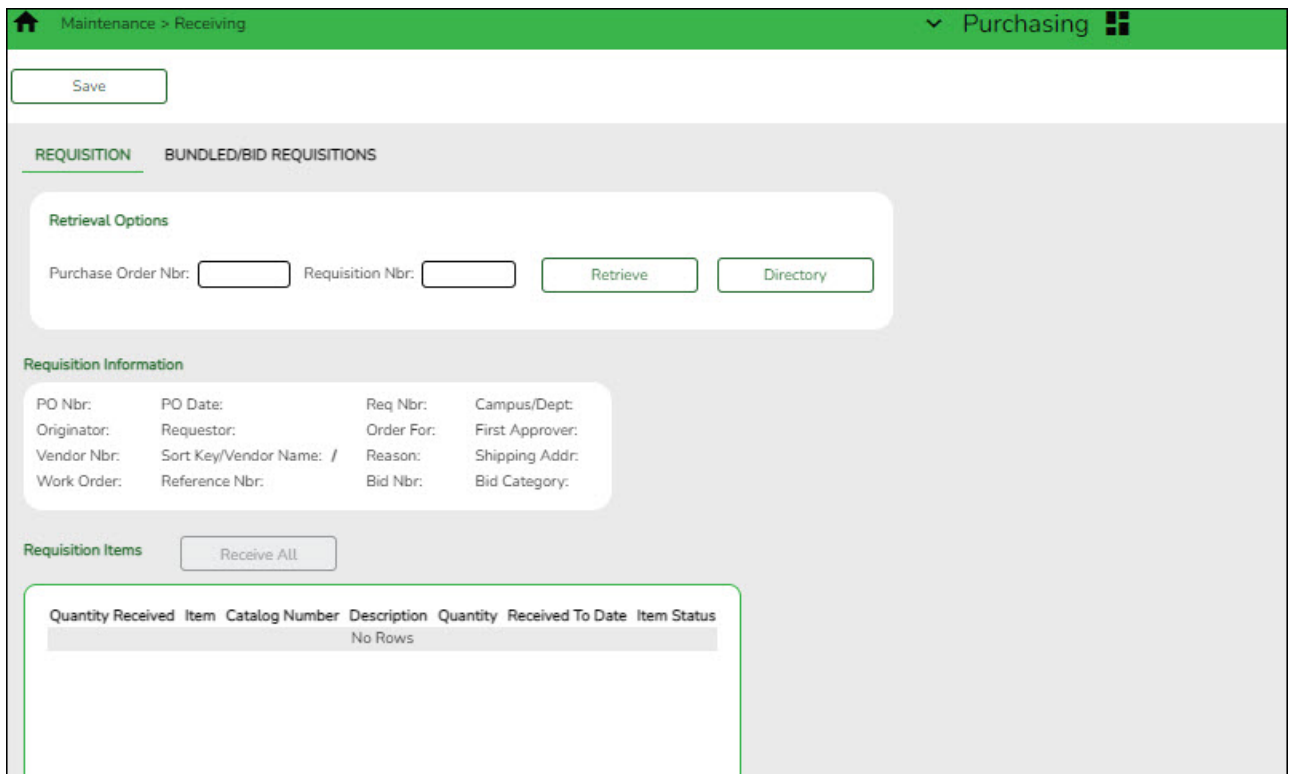 Maintenance > Receiving Purchasing
Save
REQUISITION BUNDLED/BID REQUISITIONS
Retrieval Options
Purchase Order Nbr: Requisition Nbr: Retrieve Directory
Requisition Information
PO Nbr: PO Date: Req Nbr: Campus/Dept:
Originator: Requestor: Order For: First Approver:
Vendor Nbr: Sort Key/Vendor Name: / Reason: Shipping Addr:
Work Order: Reference Nbr: Bid Nbr: Bid Category:
Requisition Items Receive All
Quantity Received Item Catalog Number Description Quantity Received To Date Item Status
No Rows